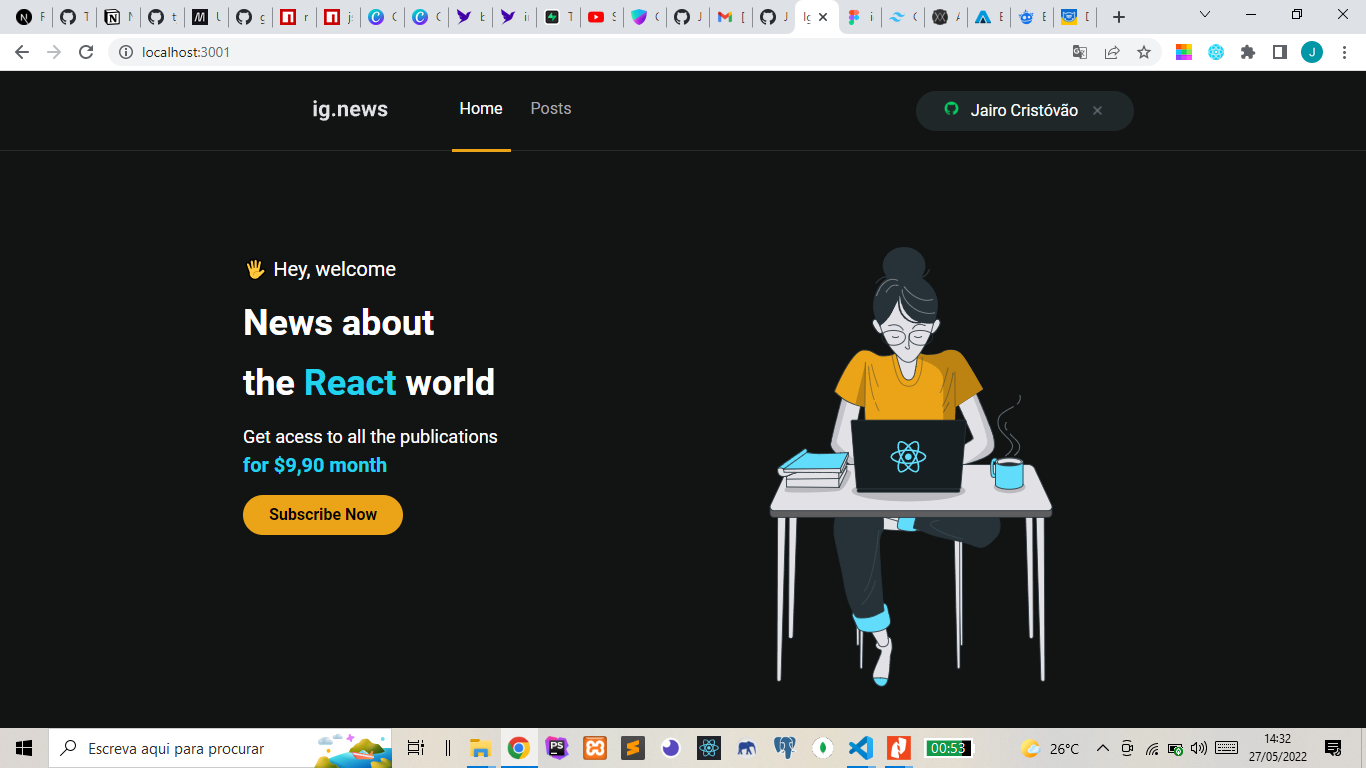 localhost:3001
ig.news
Home
Posts
Jairo Cristóvão
🖐 Hey, welcome
News about
the React world
Get acess to all the publications
for $9,90 month
Subscribe Now
Escreva aqui para procurar
PS
00:53
26°C
14:32
27/05/2022